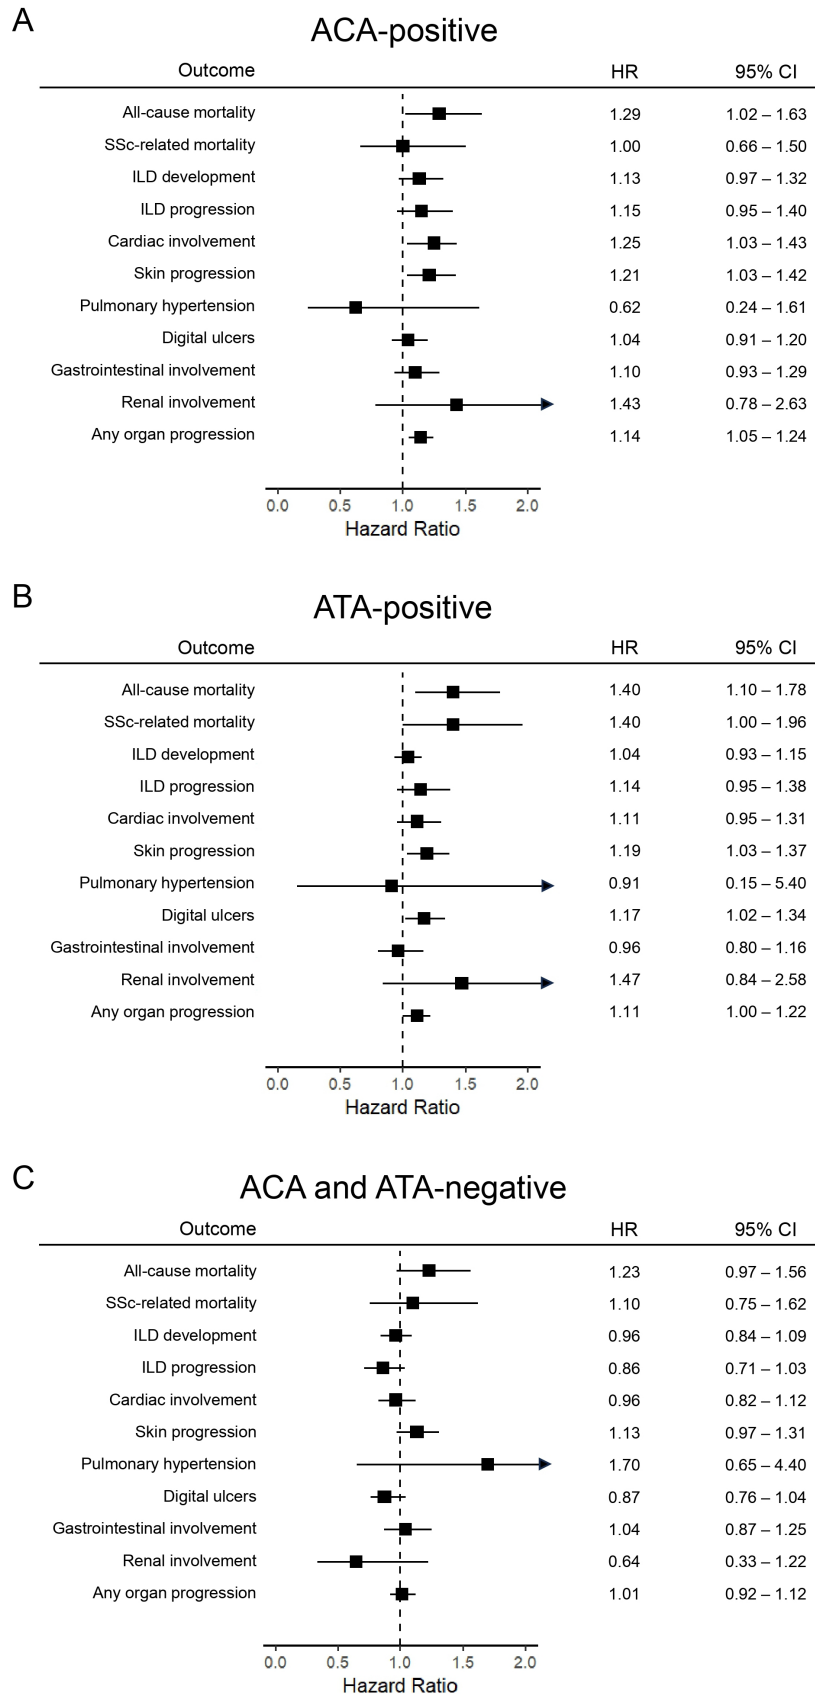 A
ACA-positive
Outcome HR 95% CI
All-cause mortality 1.29 1.02 – 1.63
SSc-related mortality 1.00 0.66 – 1.50
ILD development 1.13 0.97 – 1.32
ILD progression 1.15 0.95 – 1.40
Cardiac involvement 1.25 1.03 – 1.43
Skin progression 1.21 1.03 – 1.42
Pulmonary hypertension 0.62 0.24 – 1.61
Digital ulcers 1.04 0.91 – 1.20
Gastrointestinal involvement 1.10 0.93 – 1.29
Renal involvement 1.43 0.78 – 2.63
Any organ progression 1.14 1.05 – 1.24
0.0 0.5 1.0 1.5 2.0
Hazard Ratio
B
ATA-positive
Outcome HR 95% CI
All-cause mortality 1.40 1.10 – 1.78
SSc-related mortality 1.40 1.00 – 1.96
ILD development 1.04 0.93 – 1.15
ILD progression 1.14 0.95 – 1.38
Cardiac involvement 1.11 0.95 – 1.31
Skin progression 1.19 1.03 – 1.37
Pulmonary hypertension 0.91 0.15 – 5.40
Digital ulcers 1.17 1.02 – 1.34
Gastrointestinal involvement 0.96 0.80 – 1.16
Renal involvement 1.47 0.84 – 2.58
Any organ progression 1.11 1.00 – 1.22
0.0 0.5 1.0 1.5 2.0
Hazard Ratio
C
ACA and ATA-negative
Outcome HR 95% CI
All-cause mortality 1.23 0.97 – 1.56
SSc-related mortality 1.10 0.75 – 1.62
ILD development 0.96 0.84 – 1.09
ILD progression 0.86 0.71 – 1.03
Cardiac involvement 0.96 0.82 – 1.12
Skin progression 1.13 0.97 – 1.31
Pulmonary hypertension 1.70 0.65 – 4.40
Digital ulcers 0.87 0.76 – 1.04
Gastrointestinal involvement 1.04 0.87 – 1.25
Renal involvement 0.64 0.33 – 1.22
Any organ progression 1.01 0.92 – 1.12
0.0 0.5 1.0 1.5 2.0
Hazard Ratio